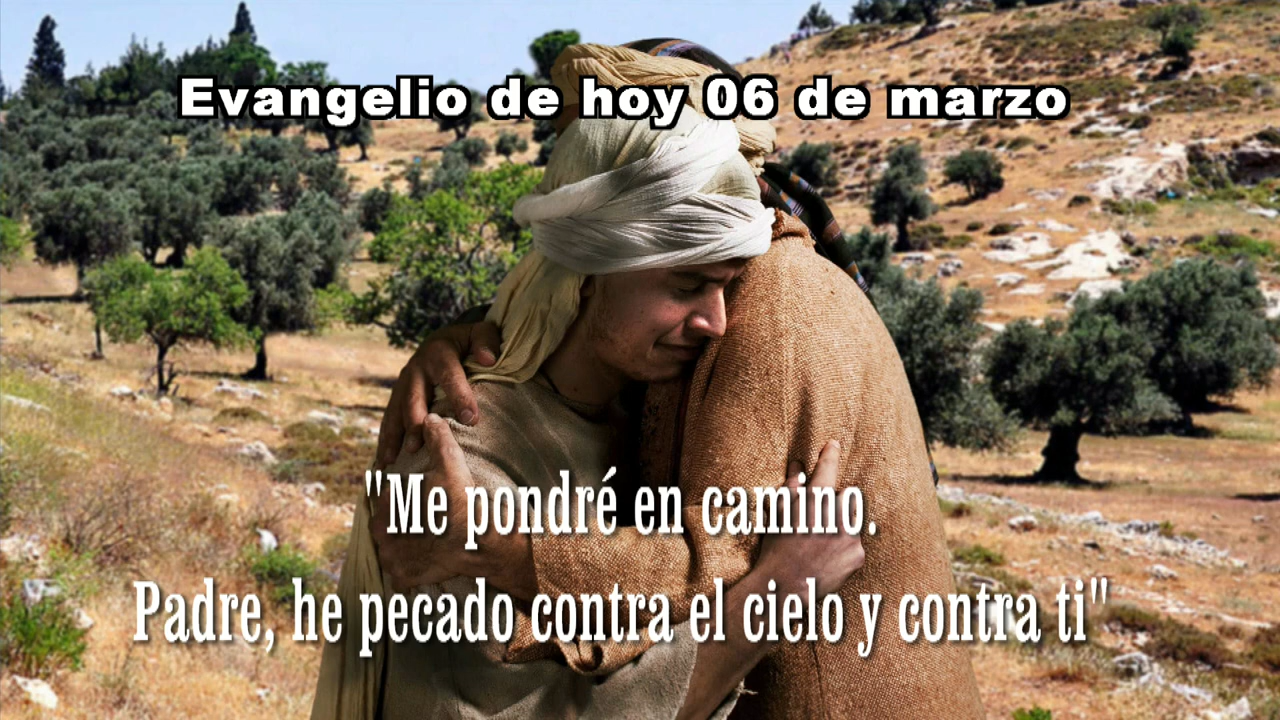 Evangelio de hoy 06 de marzo
"Me pondré en camino.
Padre, he pecado contra el cielo y contra ti"